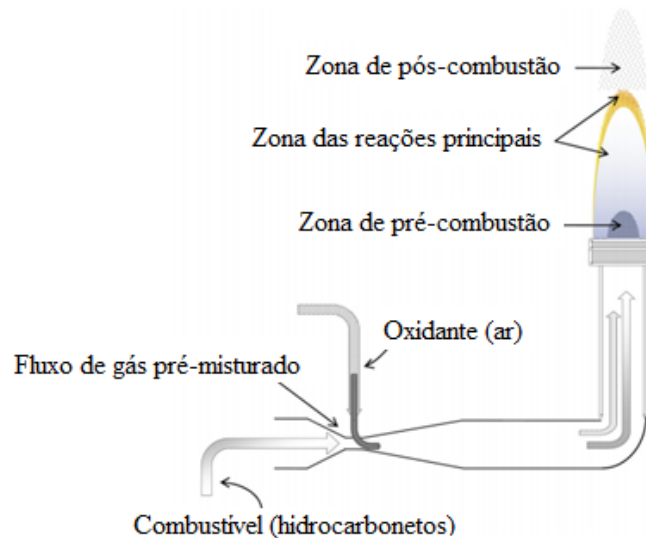 Zona de pós-combustão
Zona das reações principais
Zona de pré-combustão
Oxidante (ar)
Fluxo de gás pré-misturado
Combustível (hidrocarbonetos)